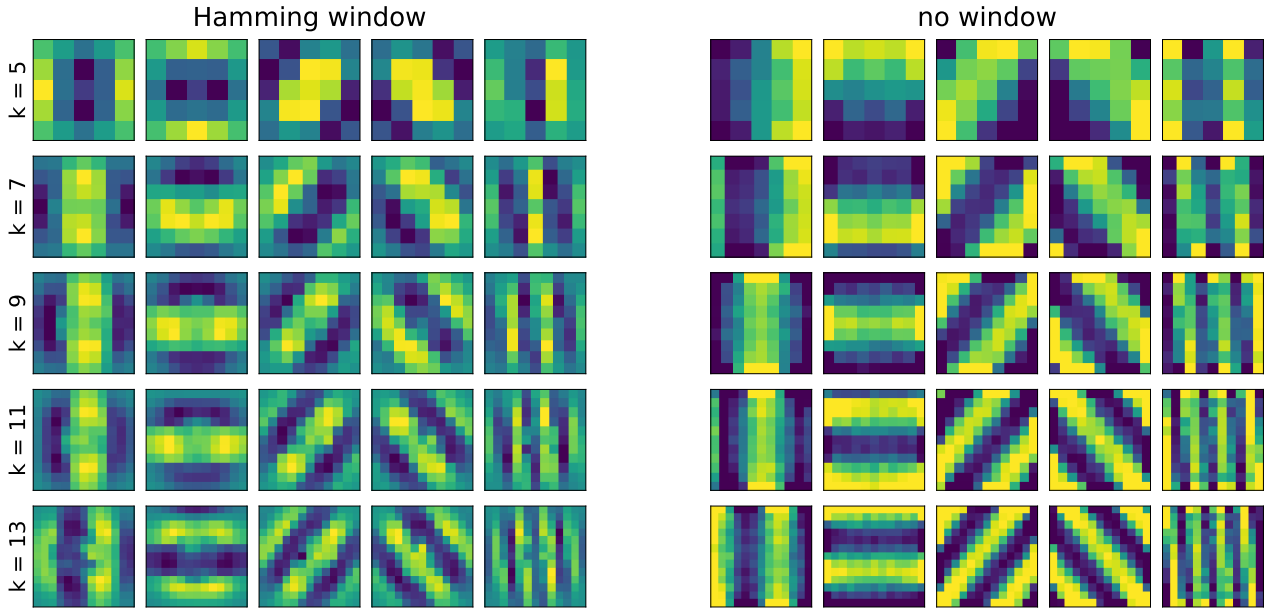 Hamming window
no window
k = 5
k = 7
k = 9
k = 11
k = 13